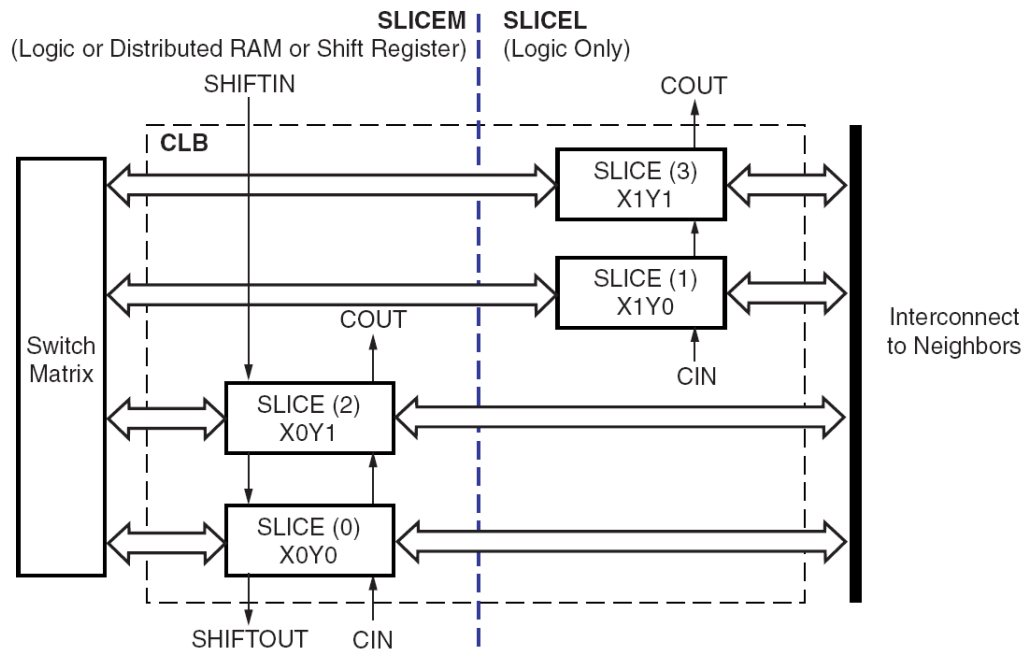 SLICEM
(Logic or Distributed RAM or Shift Register)
SLICEL
(Logic Only)
SHIFTIN
COUT
CLB
SLICE (3)
X1Y1
SLICE (1)
X1Y0
COUT
CIN
Switch
Matrix
Interconnect
to Neighbors
SLICE (2)
X0Y1
SLICE (0)
X0Y0
SHIFTOUT
CIN